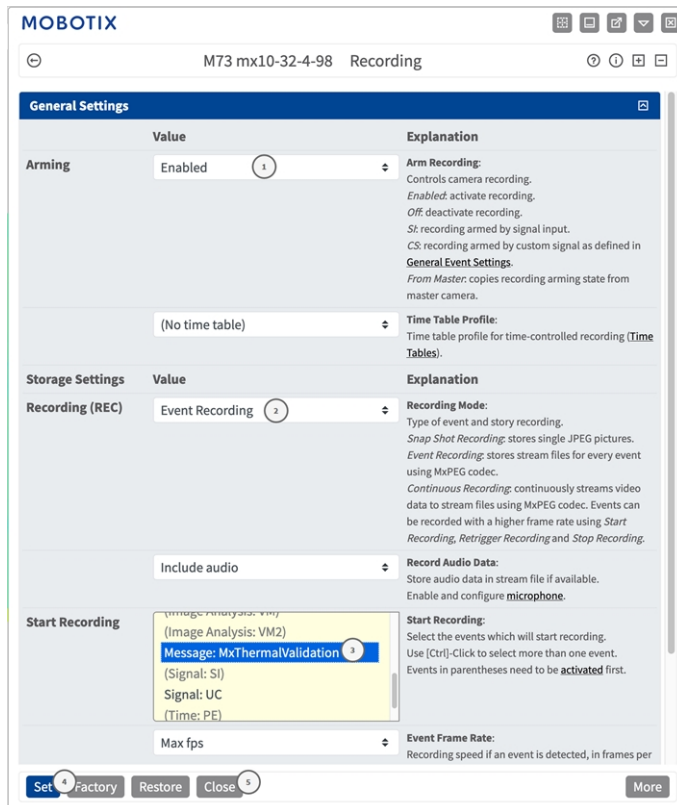 MOBOTIX
M73 mx10-32-4-98 Recording
General Settings
Value Explanation
Arming
Enabled 1
Arm Recording:
Controls camera recording.
Enabled: activate recording.
Off: deactivate recording.
SI: recording armed by signal input.
CS: recording armed by custom signal as defined in
General Event Settings.
From Master: copies recording arming state from
master camera.
(No time table)
Time Table Profile:
Time table profile for time-controlled recording (Time
Tables).
Storage Settings Value Explanation
Recording (REC)
Event Recording 2
Recording Mode:
Type of event and story recording.
Snap Shot Recording: stores single JPEG pictures.
Event Recording: stores stream files for every event
using MxPEG codec.
Continuous Recording: continuously streams video
data to stream files using MxPEG codec. Events can
be recorded with a higher frame rate using Start
Recording, Retrigger Recording and Stop Recording.
Include audio
Record Audio Data:
Store audio data in stream file if available.
Enable and configure microphone.
Start Recording
(Image Analysis: VM)
(Image Analysis: VM2)
Message: MxThermalValidation 3
(Signal: SI)
Signal: UC
(Time: PE)
Start Recording:
Select the events which will start recording.
Use [Ctrl]-Click to select more than one event.
Events in parentheses need to be activated first.
Max fps
Event Frame Rate:
Recording speed if an event is detected, in frames per
Set 4 Factory Restore Close 5 More